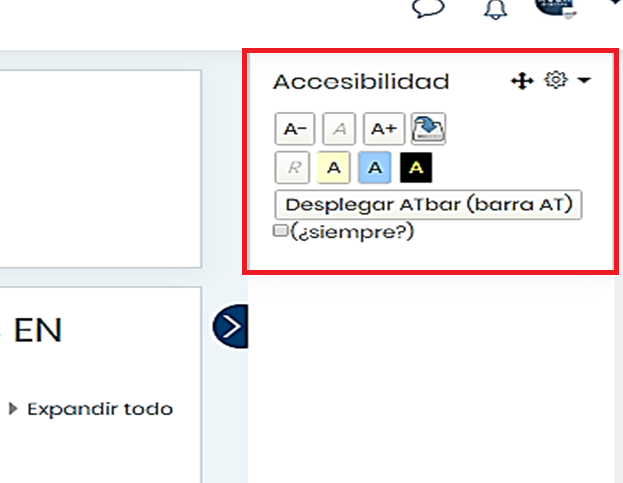 Accesibilidad
A- A A+
R A A A
Desplegar ATbar (barra AT)
(¿siempre?)
EN
Expandir todo